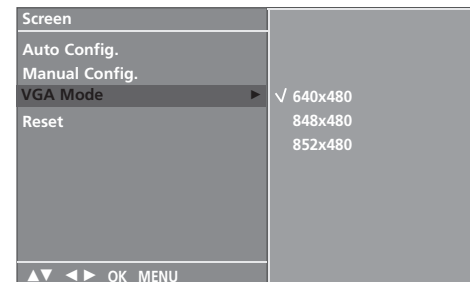 Screen
Auto Config.
Manual Config.
VGA Mode ►
Reset
√ 640x480
848x480
852x480
▲▼ ◄► OK MENU